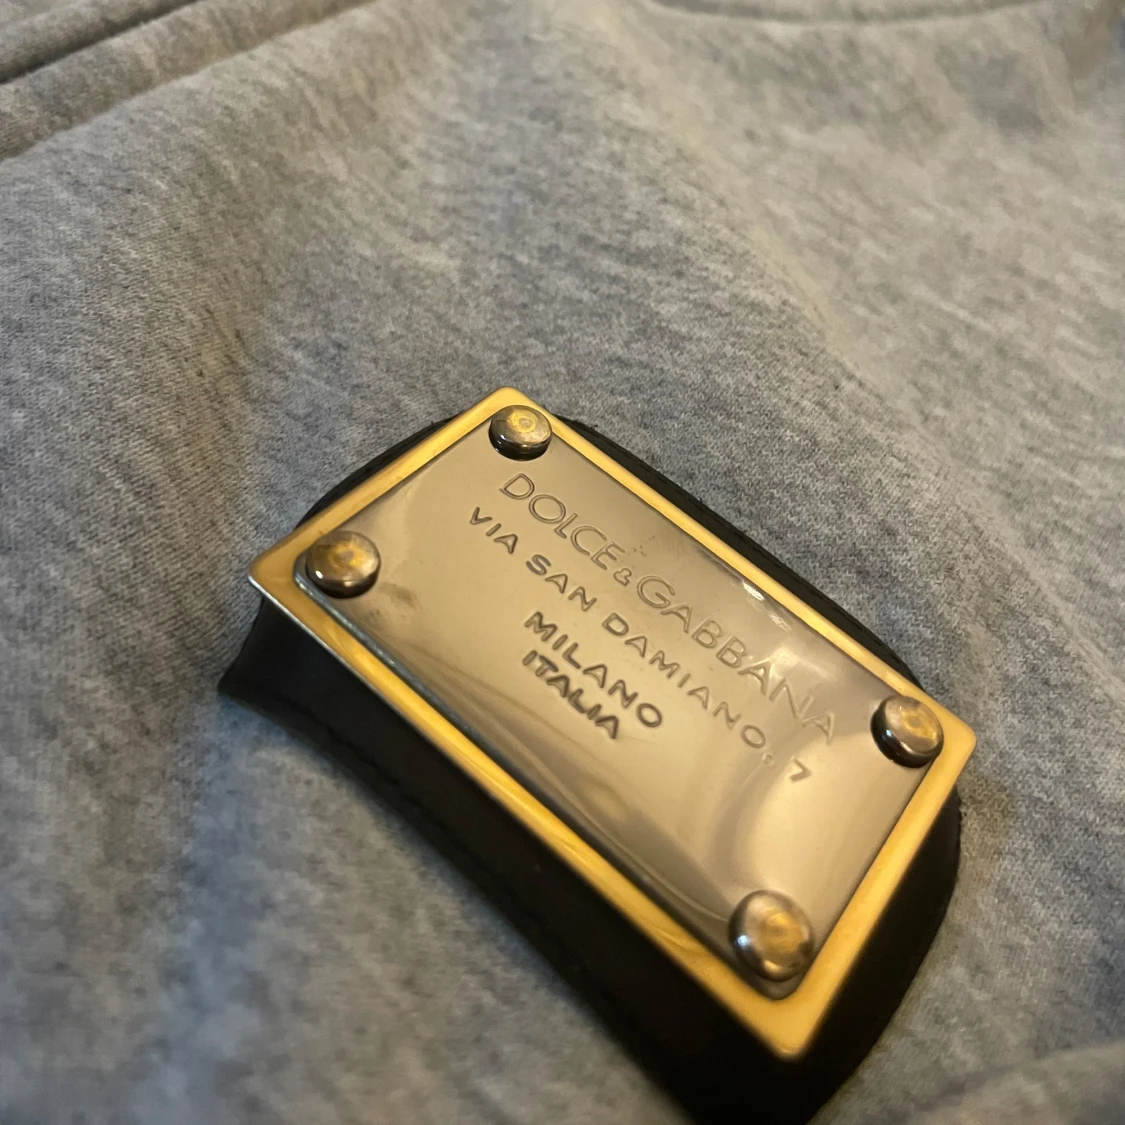 DOLCE&GABBANA
VIA SAN DAMIANO, 7
MILANO
ITALIA